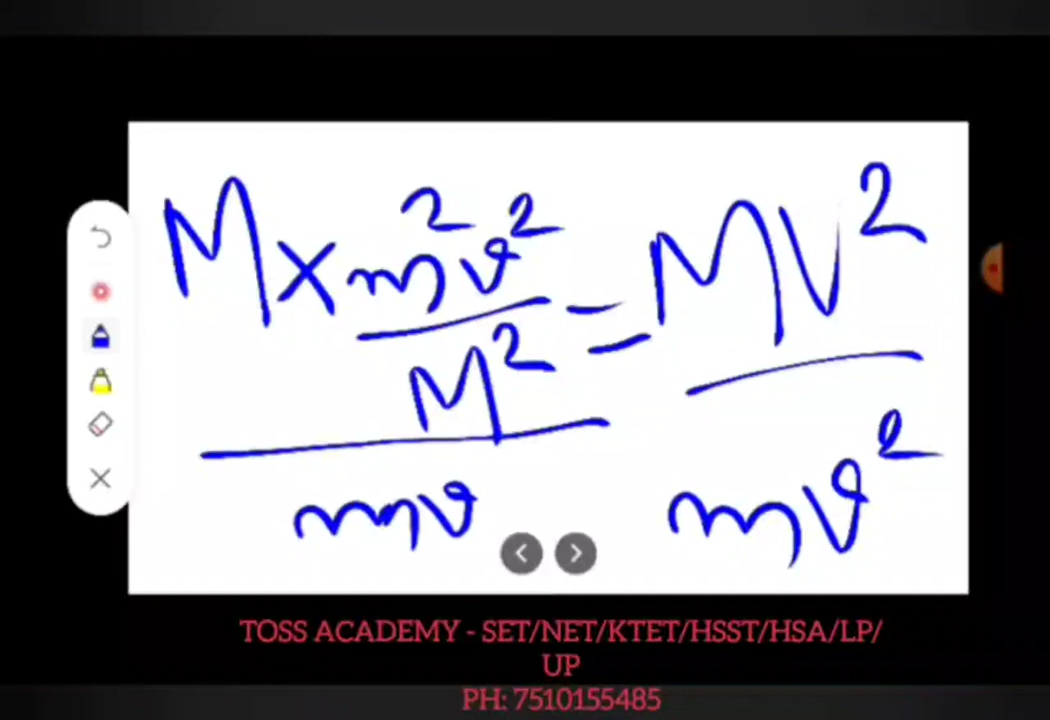 M x m²v² / M² / mv = MV² / mv²
TOSS ACADEMY - SET/NET/KTET/HSST/HSA/LP/
UP
PH: 7510155485